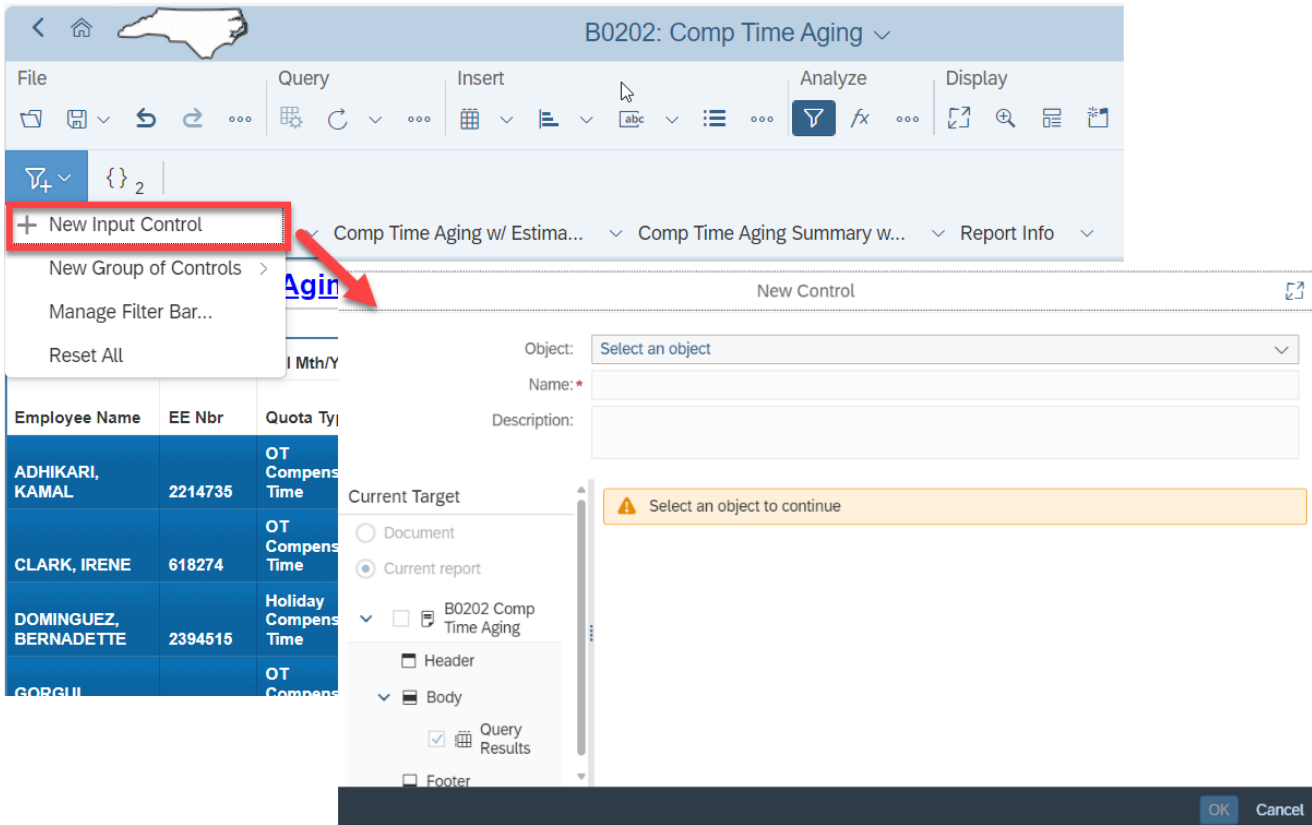 B0202: Comp Time Aging
File Query Insert Analyze Display
abc
fx
{} 2
New Input Control
Comp Time Aging w/ Estima... Comp Time Aging Summary w... Report Info
New Group of Controls
Manage Filter Bar...
Reset All
New Control
Object: Select an object
Name:*
Description:
Employee Name EE Nbr
ADHIKARI,
KAMAL 2214735
OT
Time
CLARK, IRENE 618274
OT
Time
DOMINGUEZ,
BERNADETTE 2394515
Holiday
Time
OT
Current Target
Select an object to continue
Document
Current report
B0202 Comp
Time Aging
Header
Body
Query
Results
Footer
OK Cancel